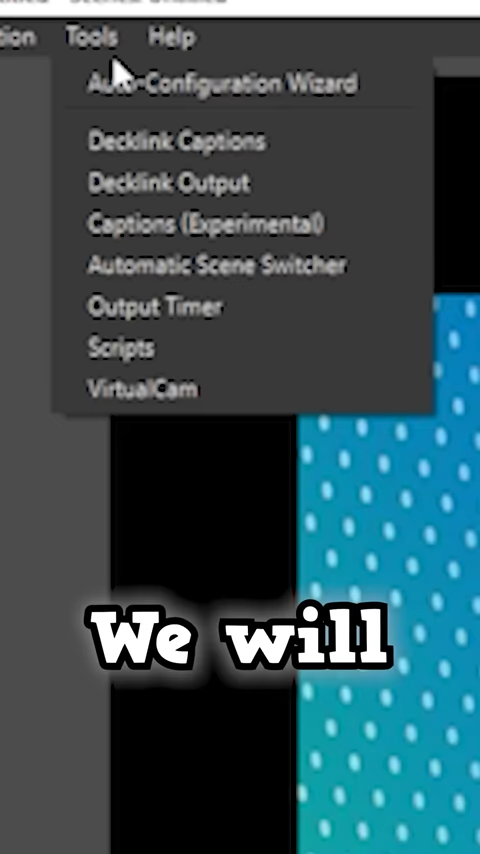 Tools Help
Auto-Configuration Wizard
Decklink Captions
Decklink Output
Captions (Experimental)
Automatic Scene Switcher
Output Timer
Scripts
VirtualCam
We will